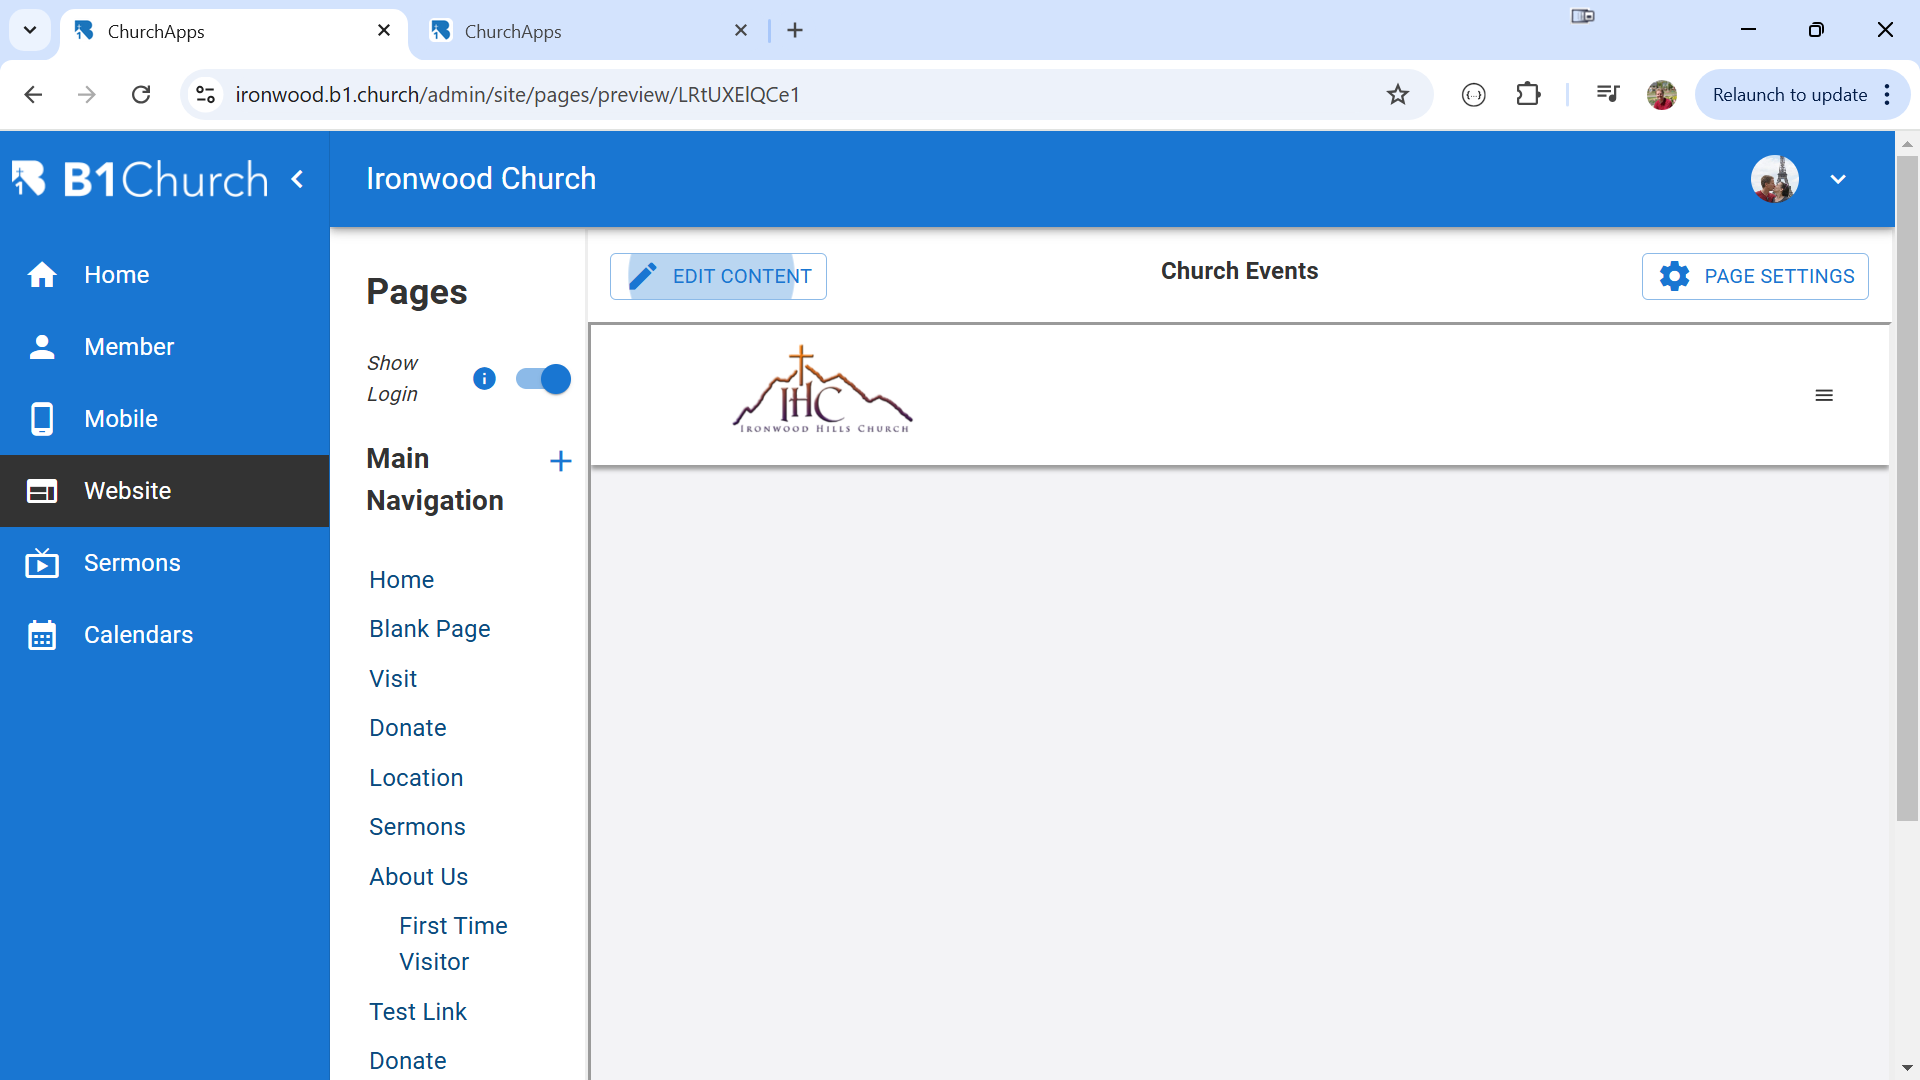 ChurchApps
ChurchApps
ironwood.b1.church/admin/site/pages/preview/LRtUXElQCe1
Relaunch to update
B1Church
Ironwood Church
Home
Member
Mobile
Website
Sermons
Calendars
Pages
Show
Login
Main
Navigation
Home
Blank Page
Visit
Donate
Location
Sermons
About Us
First Time
Visitor
Test Link
Donate
EDIT CONTENT
Church Events
PAGE SETTINGS
IHC
IRONWOOD HILLS CHURCH